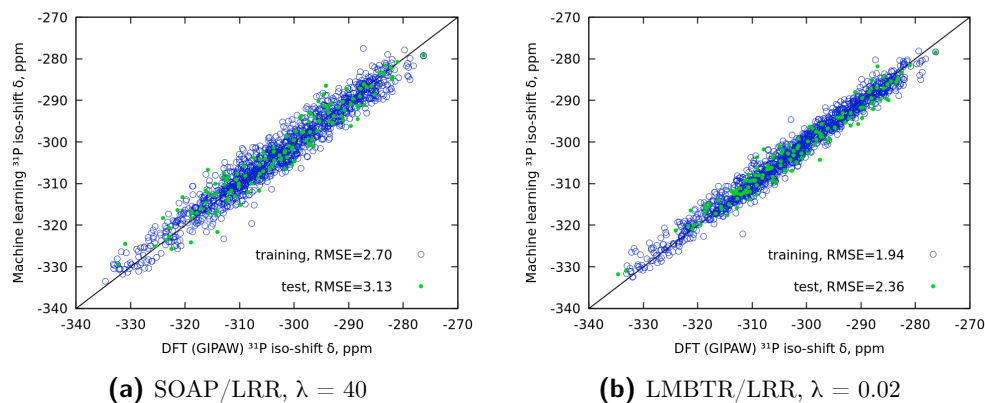 -270
-280
-290
-300
-310
-320
-330
-340
-340 -330 -320 -310 -300 -290 -280 -270
Machine learning ³¹P iso-shift δ, ppm
DFT (GIPAW) ³¹P iso-shift δ, ppm
training, RMSE=2.70
test, RMSE=3.13
(a) SOAP/LRR, λ = 40
-270
-280
-290
-300
-310
-320
-330
-340
-340 -330 -320 -310 -300 -290 -280 -270
Machine learning ³¹P iso-shift δ, ppm
DFT (GIPAW) ³¹P iso-shift δ, ppm
training, RMSE=1.94
test, RMSE=2.36
(b) LMBTR/LRR, λ = 0.02